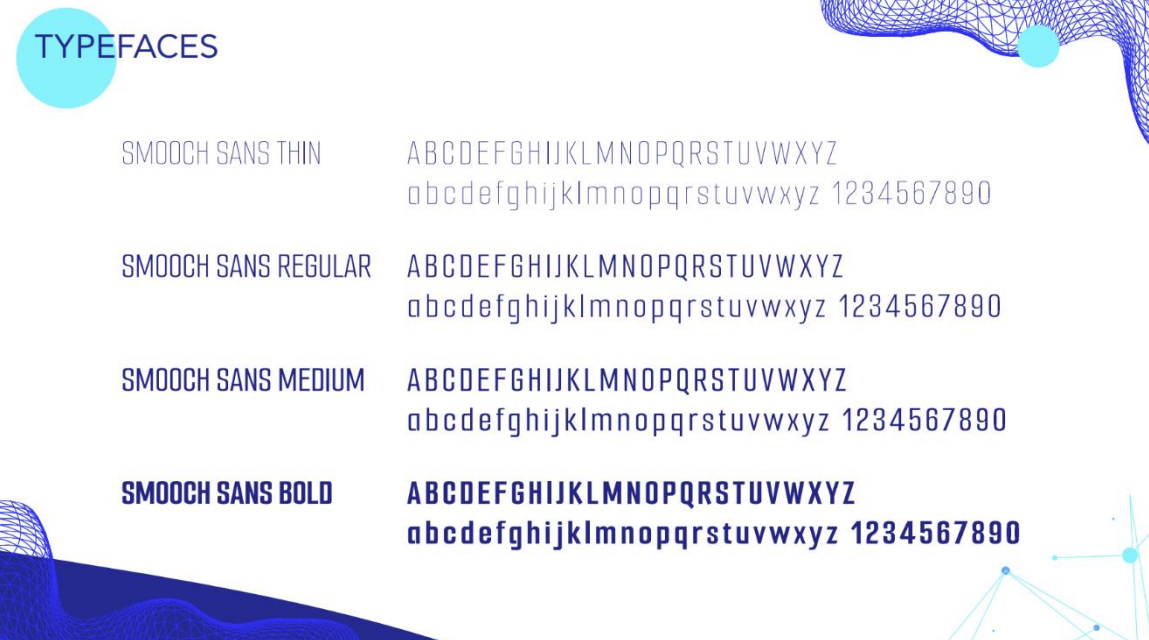 TYPEFACES
SMOOCH SANS THIN
ABCDEFGHIJKLMNOPQRSTUVWXYZ
abcdefghijklmnopqrstuvwxyz 1234567890
SMOOCH SANS REGULAR
ABCDEFGHIJKLMNOPQRSTUVWXYZ
abcdefghijklmnopqrstuvwxyz 1234567890
SMOOCH SANS MEDIUM
ABCDEFGHIJKLMNOPQRSTUVWXYZ
abcdefghijklmnopqrstuvwxyz 1234567890
SMOOCH SANS BOLD
ABCDEFGHIJKLMNOPQRSTUVWXYZ
abcdefghijklmnopqrstuvwxyz 1234567890